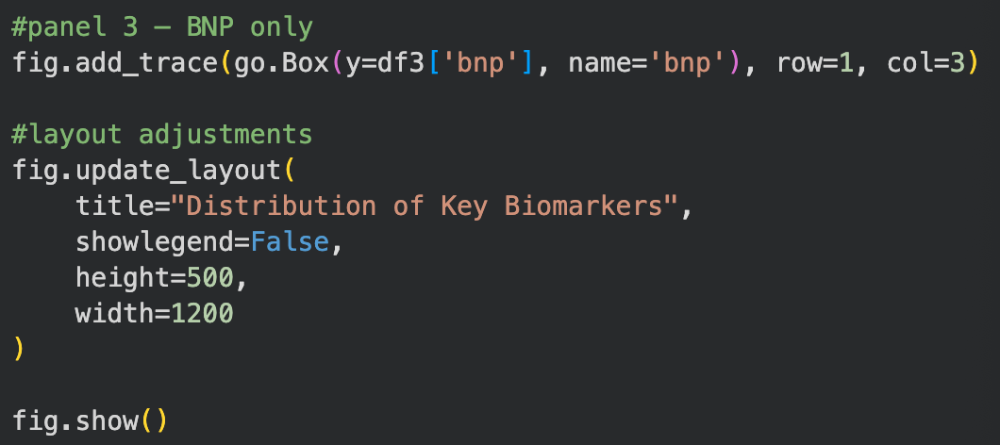 #panel 3 – BNP only
fig.add_trace(go.Box(y=df3['bnp'], name='bnp'), row=1, col=3)
#layout adjustments
fig.update_layout(
    title="Distribution of Key Biomarkers",
    showlegend=False,
    height=500,
    width=1200
)
fig.show()